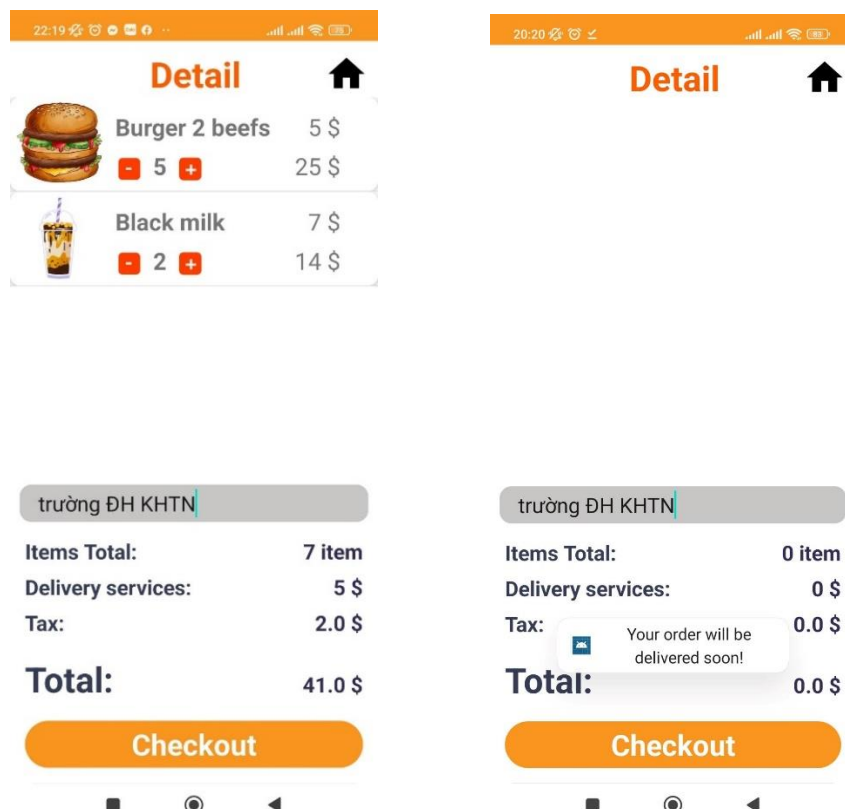 22:19
Detail
Burger 2 beefs 5 $
- 5 + 25 $
Black milk 7 $
- 2 + 14 $
trường ĐH KHTN
Items Total: 7 item
Delivery services: 5 $
Tax: 2.0 $
Total: 41.0 $
Checkout
20:20
Detail
trường ĐH KHTN
Items Total: 0 item
Delivery services: 0 $
Tax: 0.0 $
Your order will be
delivered soon!
Total: 0.0 $
Checkout